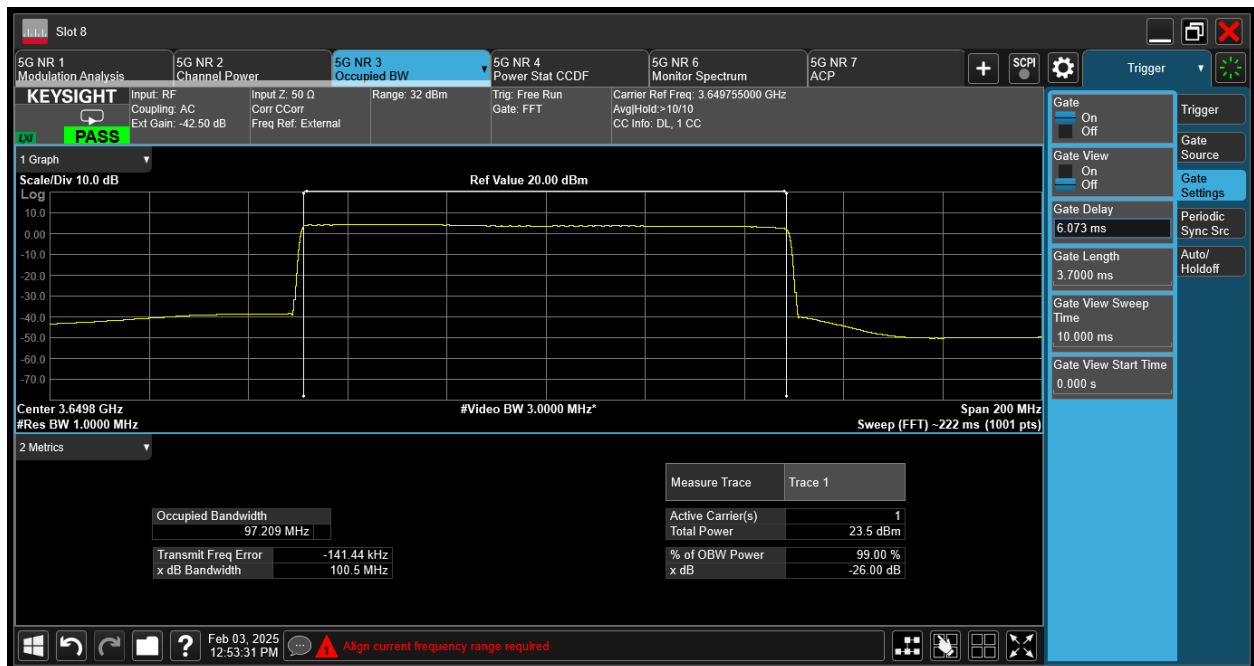 Slot 8
5G NR 1
Modulation Analysis
5G NR 2
Channel Power
5G NR 3
Occupied BW
5G NR 4
Power Stat CCDF
5G NR 6
Monitor Spectrum
5G NR 7
ACP
+
SCPI
Trigger
KEYSIGHT
LXI
PASS
Input: RF
Coupling: AC
Ext Gain: -42.50 dB
Input Z: 50 Ω
Corr CCorr
Freq Ref: External
Range: 32 dBm
Trig: Free Run
Gate: FFT
Carrier Ref Freq: 3.649755000 GHz
Avg|Hold:>10/10
CC Info: DL, 1 CC
1 Graph
Scale/Div 10.0 dB
Ref Value 20.00 dBm
Log
10.0
0.00
-10.0
-20.0
-30.0
-40.0
-50.0
-60.0
-70.0
Center 3.6498 GHz
#Video BW 3.0000 MHz*
Span 200 MHz
#Res BW 1.0000 MHz
Sweep (FFT) ~222 ms (1001 pts)
2 Metrics
Occupied Bandwidth
97.209 MHz
Transmit Freq Error -141.44 kHz
x dB Bandwidth 100.5 MHz
Measure Trace Trace 1
Active Carrier(s) 1
Total Power 23.5 dBm
% of OBW Power 99.00 %
x dB -26.00 dB
Gate
On
Off
Gate View
On
Off
Gate Delay
6.073 ms
Gate Length
3.7000 ms
Gate View Sweep
Time
10.000 ms
Gate View Start Time
0.000 s
Trigger
Gate
Source
Gate
Settings
Periodic
Sync Src
Auto/
Holdoff
?
Feb 03, 2025
12:53:31 PM
1
Align current frequency range required